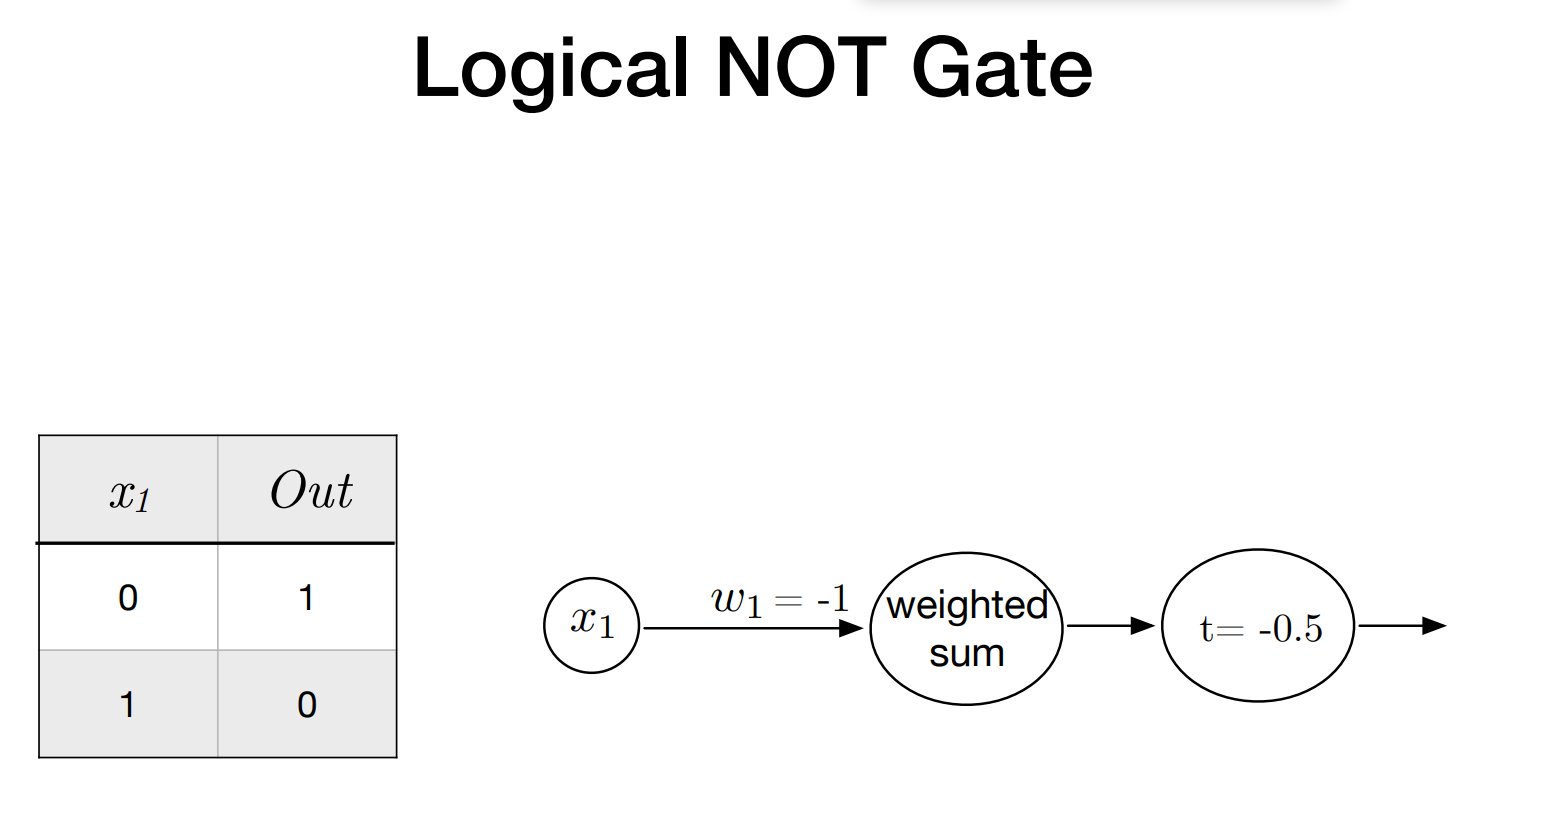 Logical NOT Gate
x₁ Out
0 1
1 0
x₁
w₁ = -1
weighted
sum
t= -0.5